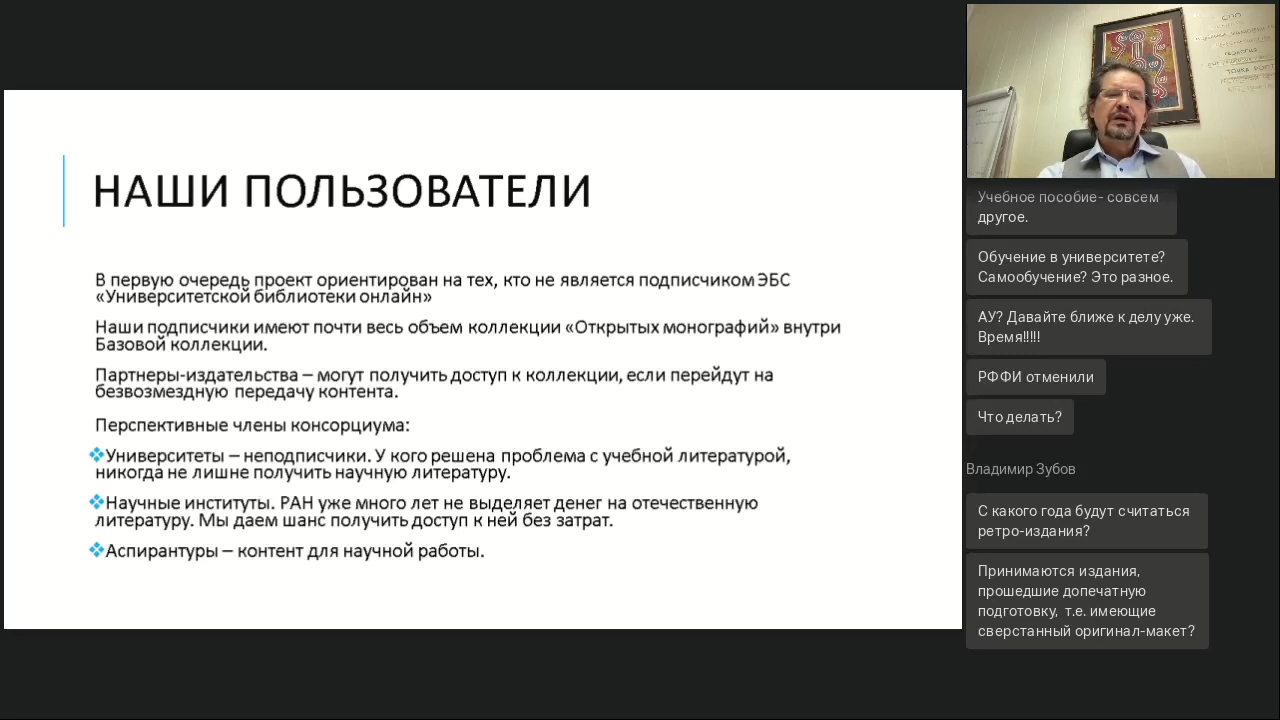 НАШИ ПОЛЬЗОВАТЕЛИ
В первую очередь проект ориентирован на тех, кто не является подписчиком ЭБС
«Университетской библиотеки онлайн»
Наши подписчики имеют почти весь объем коллекции «Открытых монографий» внутри
Базовой коллекции.
Партнеры-издательства – могут получить доступ к коллекции, если перейдут на
безвозмездную передачу контента.
Перспективные члены консорциума:
❖Университеты – неподписчики. У кого решена проблема с учебной литературой,
никогда не лишне получить научную литературу.
❖Научные институты. РАН уже много лет не выделяет денег на отечественную
литературу. Мы даем шанс получить доступ к ней без затрат.
❖Аспирантуры – контент для научной работы.
СПО
Учебное пособие- совсем
другое.
Обучение в университете?
Самообучение? Это разное.
АУ? Давайте ближе к делу уже.
Время!!!!!
РФФИ отменили
Что делать?
Владимир Зубов
С какого года будут считаться
ретро-издания?
Принимаются издания,
прошедшие допечатную
подготовку, т.е. имеющие
сверстанный оригинал-макет?